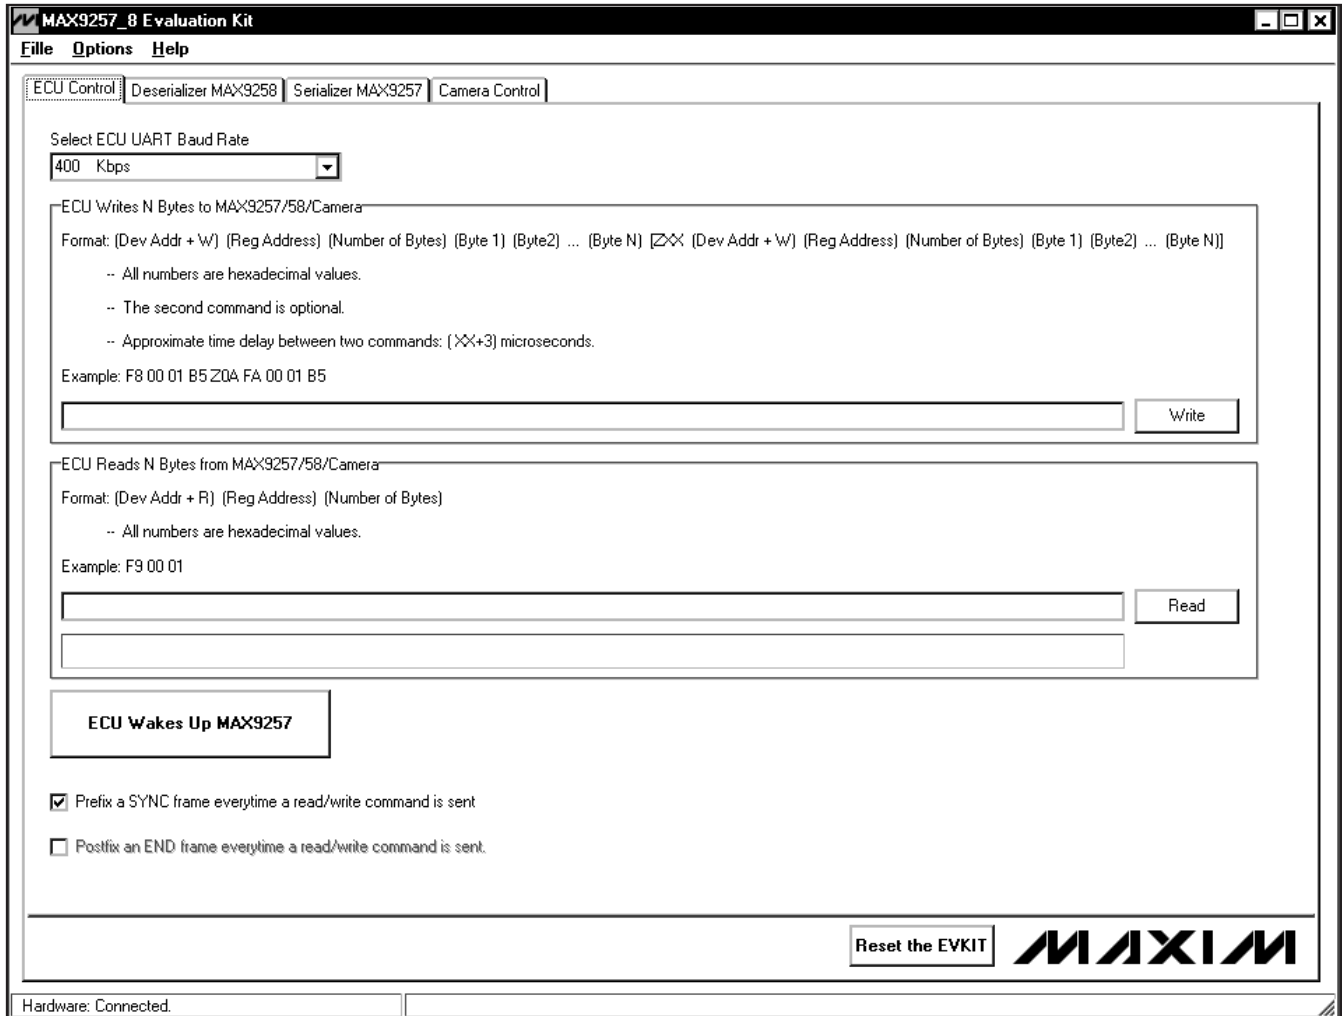 MAX9257_8 Evaluation Kit
Fille Options Help
ECU Control Deserializer MAX9258 Serializer MAX9257 Camera Control
Select ECU UART Baud Rate
400 Kbps
ECU Writes N Bytes to MAX9257/58/Camera
Format: (Dev Addr + W) (Reg Address) (Number of Bytes) (Byte 1) (Byte2) ... (Byte N) [ZXX (Dev Addr + W) (Reg Address) (Number of Bytes) (Byte 1) (Byte2) ... (Byte N)]
-- All numbers are hexadecimal values.
-- The second command is optional.
-- Approximate time delay between two commands: (XX+3) microseconds.
Example: F8 00 01 B5 Z0A FA 00 01 B5
Write
ECU Reads N Bytes from MAX9257/58/Camera
Format: (Dev Addr + R) (Reg Address) (Number of Bytes)
-- All numbers are hexadecimal values.
Example: F9 00 01
Read
ECU Wakes Up MAX9257
Prefix a SYNC frame everytime a read/write command is sent
Postfix an END frame everytime a read/write command is sent.
Reset the EVKIT MAXIM
Hardware: Connected.